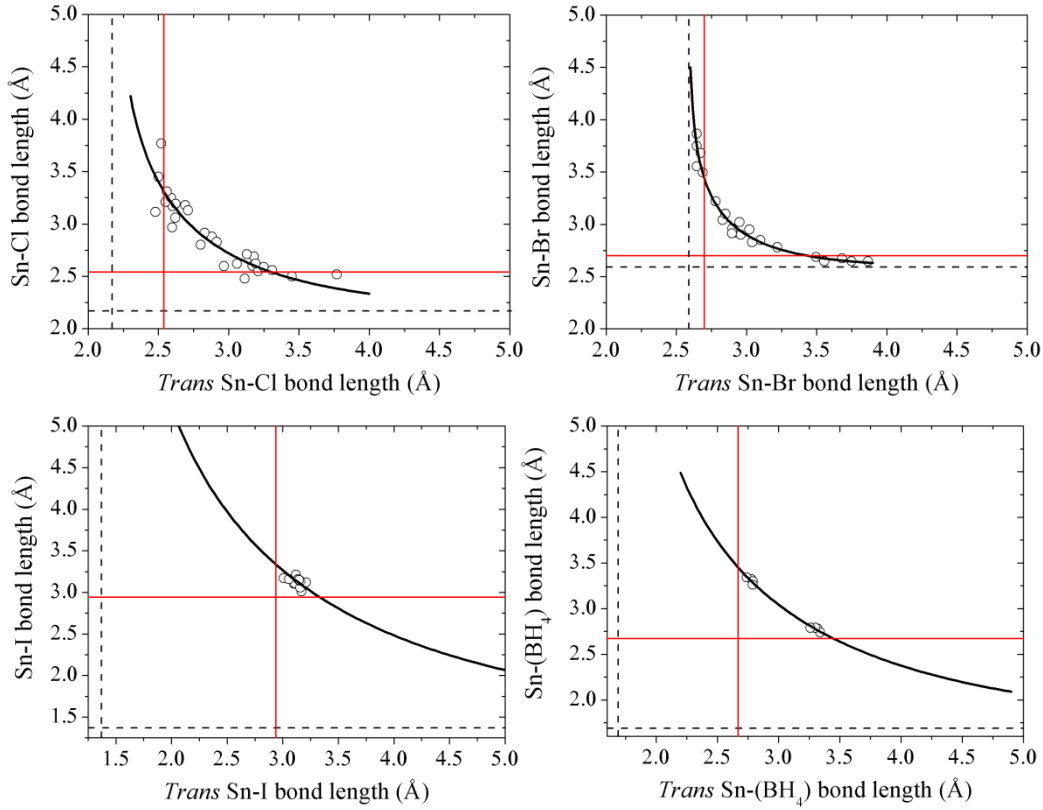 5.0
4.5
4.0
3.5
3.0
2.5
2.0
Sn-Cl bond length (Å)
2.0 2.5 3.0 3.5 4.0 4.5 5.0
Trans Sn-Cl bond length (Å)
5.0
4.5
4.0
3.5
3.0
2.5
2.0
Sn-Br bond length (Å)
2.0 2.5 3.0 3.5 4.0 4.5 5.0
Trans Sn-Br bond length (Å)
5.0
4.5
4.0
3.5
3.0
2.5
2.0
1.5
Sn-I bond length (Å)
1.5 2.0 2.5 3.0 3.5 4.0 4.5 5.0
Trans Sn-I bond length (Å)
5.0
4.5
4.0
3.5
3.0
2.5
2.0
Sn-(BH₄) bond length (Å)
2.0 2.5 3.0 3.5 4.0 4.5 5.0
Trans Sn-(BH₄) bond length (Å)